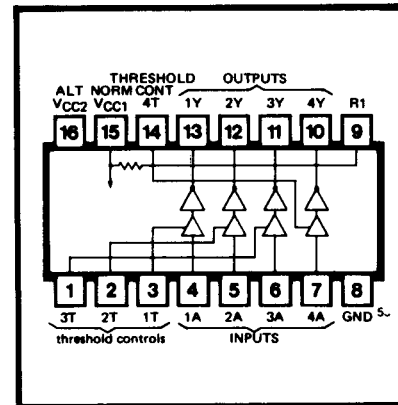 THRESHOLD OUTPUTS
ALT NORM CONT
VCC2 VCC1 4T 1Y 2Y 3Y 4Y R1
16 15 14 13 12 11 10 9
1 2 3 4 5 6 7 8
3T 2T 1T 1A 2A 3A 4A GND
threshold controls INPUTS